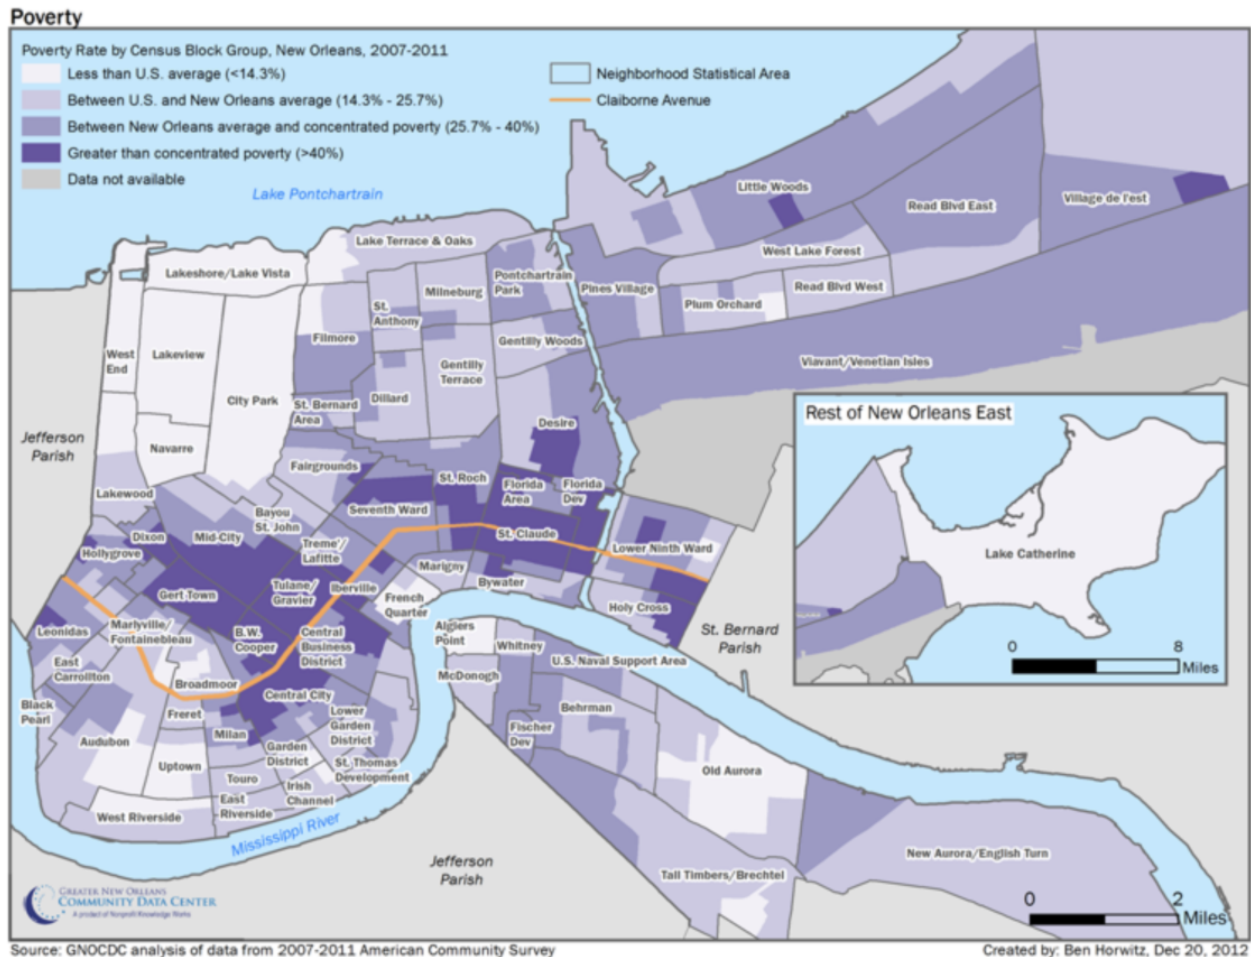 Poverty
Poverty Rate by Census Block Group, New Orleans, 2007-2011
Less than U.S. average (<14.3%)
Between U.S. and New Orleans average (14.3% - 25.7%)
Between New Orleans average and concentrated poverty (25.7% - 40%)
Greater than concentrated poverty (>40%)
Data not available
Neighborhood Statistical Area
Claiborne Avenue
Lake Pontchartrain
Little Woods
Village de l'est
Read Blvd East
Lake Terrace & Oaks
West Lake Forest
Lakeshore/Lake Vista
Pontchartrain
Park
Pines Village
Read Blvd West
Milneburg
Plum Orchard
St.
Anthony
Filmore
Gentilly Woods
West
End
Lakeview
Viavant/Venetian Isles
Gentilly
Terrace
City Park
St. Bernard
Area
Dillard
Rest of New Orleans East
Desire
Jefferson
Parish
Navarre
Fairgrounds
St. Roch
Florida
Area
Florida
Dev
Lakewood
Bayou
St. John
Seventh Ward
Dixon
Mid-City
St. Claude
Hollygrove
Treme'/
Lafitte
Lower Ninth Ward
Lake Catherine
Marigny
Bywater
Gert Town
Tulane/
Gravier
Iberville
French
Quarter
Holy Cross
Leonidas
Marlyville/
Fontainebleau
B.W.
Cooper
Central
Business
District
Algiers
Point
Whitney
St. Bernard
Parish
0
8
Miles
U.S. Naval Support Area
East
Carrollton
Broadmoor
McDonogh
Central City
Black
Pearl
Freret
Lower
Garden
District
Behrman
Audubon
Milan
Fischer
Dev
Garden
District
St. Thomas
Development
Uptown
Touro
Old Aurora
Irish
Channel
East
Riverside
West Riverside
Mississippi River
New Aurora/English Turn
Jefferson
Parish
Tall Timbers/Brechtel
GREATER NEW ORLEANS
COMMUNITY DATA CENTER
A product of Nonprofit Knowledge Works
0
2
Miles
Source: GNOCDC analysis of data from 2007-2011 American Community Survey
Created by: Ben Horwitz, Dec 20, 2012